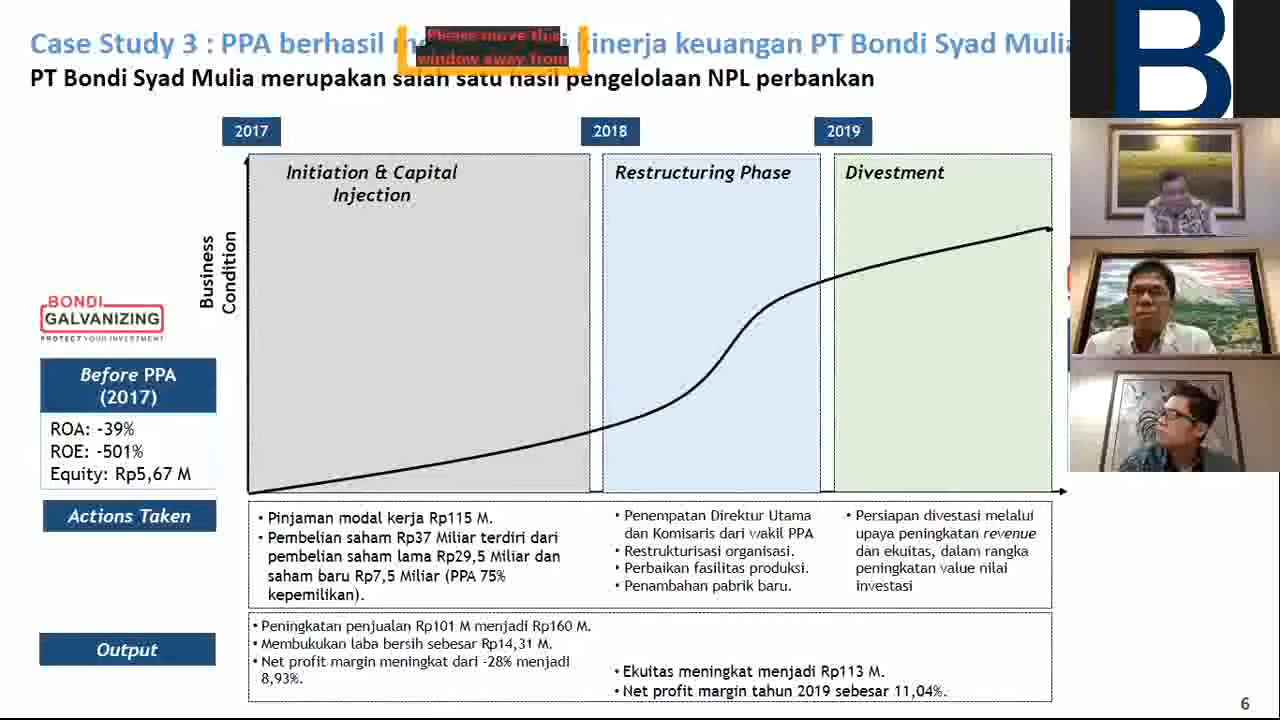 Case Study 3 : PPA berhasil kinerja keuangan PT Bondi Syad Mulia
Please move this
window away from
PT Bondi Syad Mulia merupakan salah satu hasil pengelolaan NPL perbankan
B
2017
2018
2019
Initiation & Capital
Injection
Restructuring Phase
Divestment
Business
Condition
BONDI
GALVANIZING
PROTECT YOUR INVESTMENT
Before PPA
(2017)
ROA: -39%
ROE: -501%
Equity: Rp5,67 M
Actions Taken
• Pinjaman modal kerja Rp115 M.
• Pembelian saham Rp37 Miliar terdiri dari
pembelian saham lama Rp29,5 Miliar dan
saham baru Rp7,5 Miliar (PPA 75%
kepemilikan).
• Penempatan Direktur Utama
dan Komisaris dari wakil PPA
• Restrukturisasi organisasi.
• Perbaikan fasilitas produksi.
• Penambahan pabrik baru.
• Persiapan divestasi melalui
upaya peningkatan revenue
dan ekuitas, dalam rangka
peningkatan value nilai
investasi
Output
• Peningkatan penjualan Rp101 M menjadi Rp160 M.
• Membukukan laba bersih sebesar Rp14,31 M.
• Net profit margin meningkat dari -28% menjadi
8,93%.
• Ekuitas meningkat menjadi Rp113 M.
• Net profit margin tahun 2019 sebesar 11,04%.
6